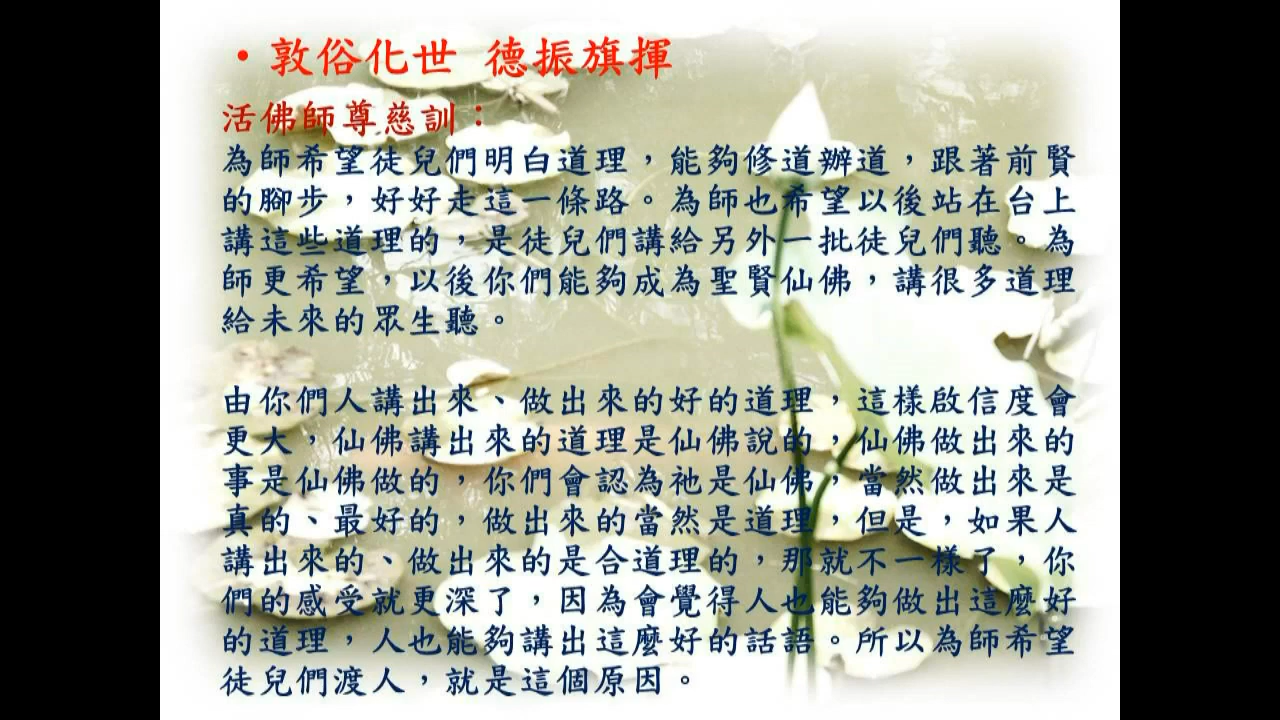 •敦俗化世 德振旗揮
活佛師尊慈訓：
為師希望徒兒們明白道理，能夠修道辦道，跟著前賢
的腳步，好好走這一條路。為師也希望以後站在台上
講這些道理的，是徒兒們講給另外一批徒兒們聽。為
師更希望，以後你們能夠成為聖賢仙佛，講很多道理
給未來的眾生聽。
由你們人講出來、做出來的好的道理，這樣啟信度會
更大，仙佛講出來的道理是仙佛說的，仙佛做出來的
事是仙佛做的，你們會認為祂是仙佛，當然做出來是
真的、最好的，做出來的當然是道理，但是，如果人
講出來的、做出來的是合道理的，那就不一樣了，你
們的感受就更深了，因為會覺得人也能夠做出這麼好
的道理，人也能夠講出這麼好的話語。所以為師希望
徒兒們渡人，就是這個原因。